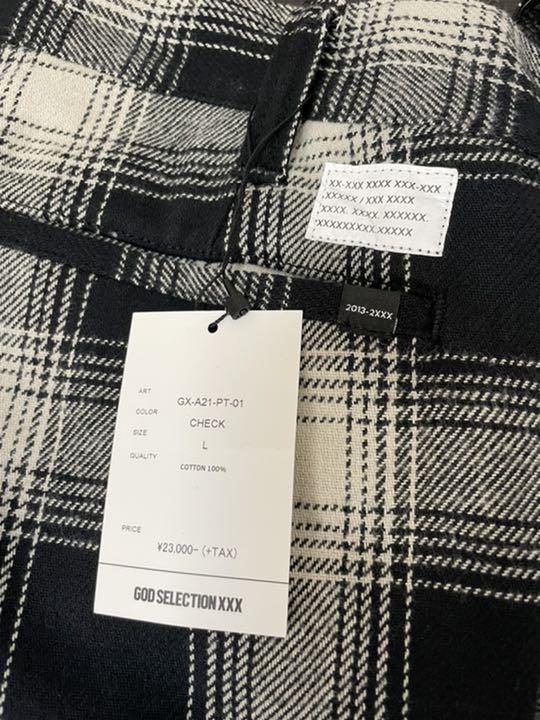 XX-XXX XXXX XXX-XXX
XXXXX / XXX XXXX
XXXX. XXXX. XXXXXX.
XXXXXXXXX.XXXXX
2013-2XXX
ART GX-A21-PT-01
COLOR CHECK
SIZE L
QUALITY COTTON 100%
PRICE ¥23,000- (+TAX)
GOD SELECTION XXX